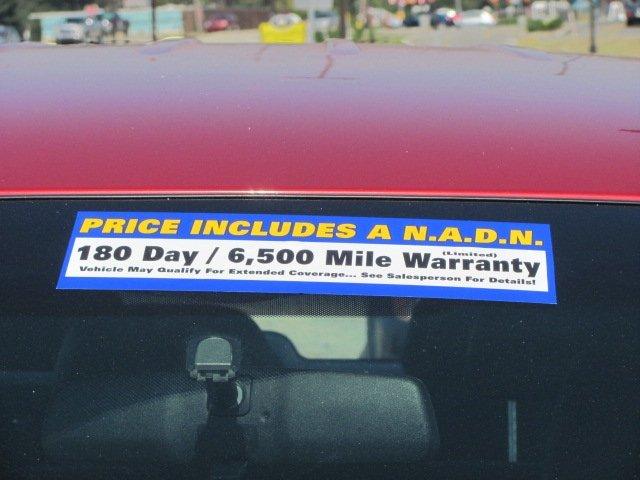 PRICE INCLUDES A N.A.D.N.
(Limited)
180 Day / 6,500 Mile Warranty
Vehicle May Qualify For Extended Coverage... See Salesperson For Details!